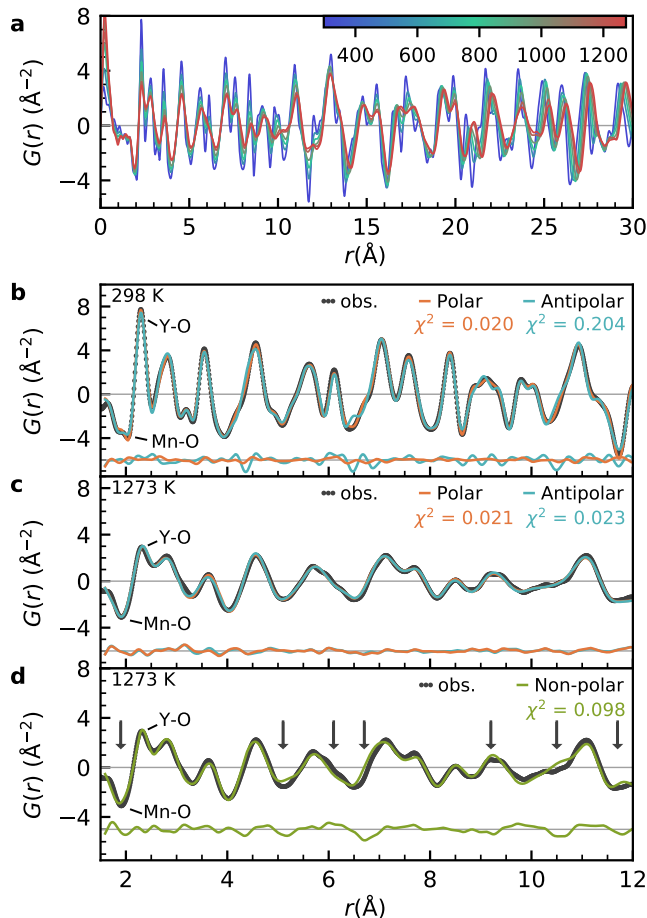 a
8
4
0
−4
G(r) (Å⁻²)
400 600 800 1000 1200
0 5 10 15 20 25 30
r(Å)
b
8
4
0
−4
G(r) (Å⁻²)
298 K
obs. Polar Antipolar
χ² = 0.020 χ² = 0.204
Y-O
Mn-O
c
8
4
0
−4
G(r) (Å⁻²)
1273 K
obs. Polar Antipolar
χ² = 0.021 χ² = 0.023
Y-O
Mn-O
d
8
4
0
−4
G(r) (Å⁻²)
1273 K
obs. Non-polar
χ² = 0.098
Y-O
Mn-O
2 4 6 8 10 12
r(Å)